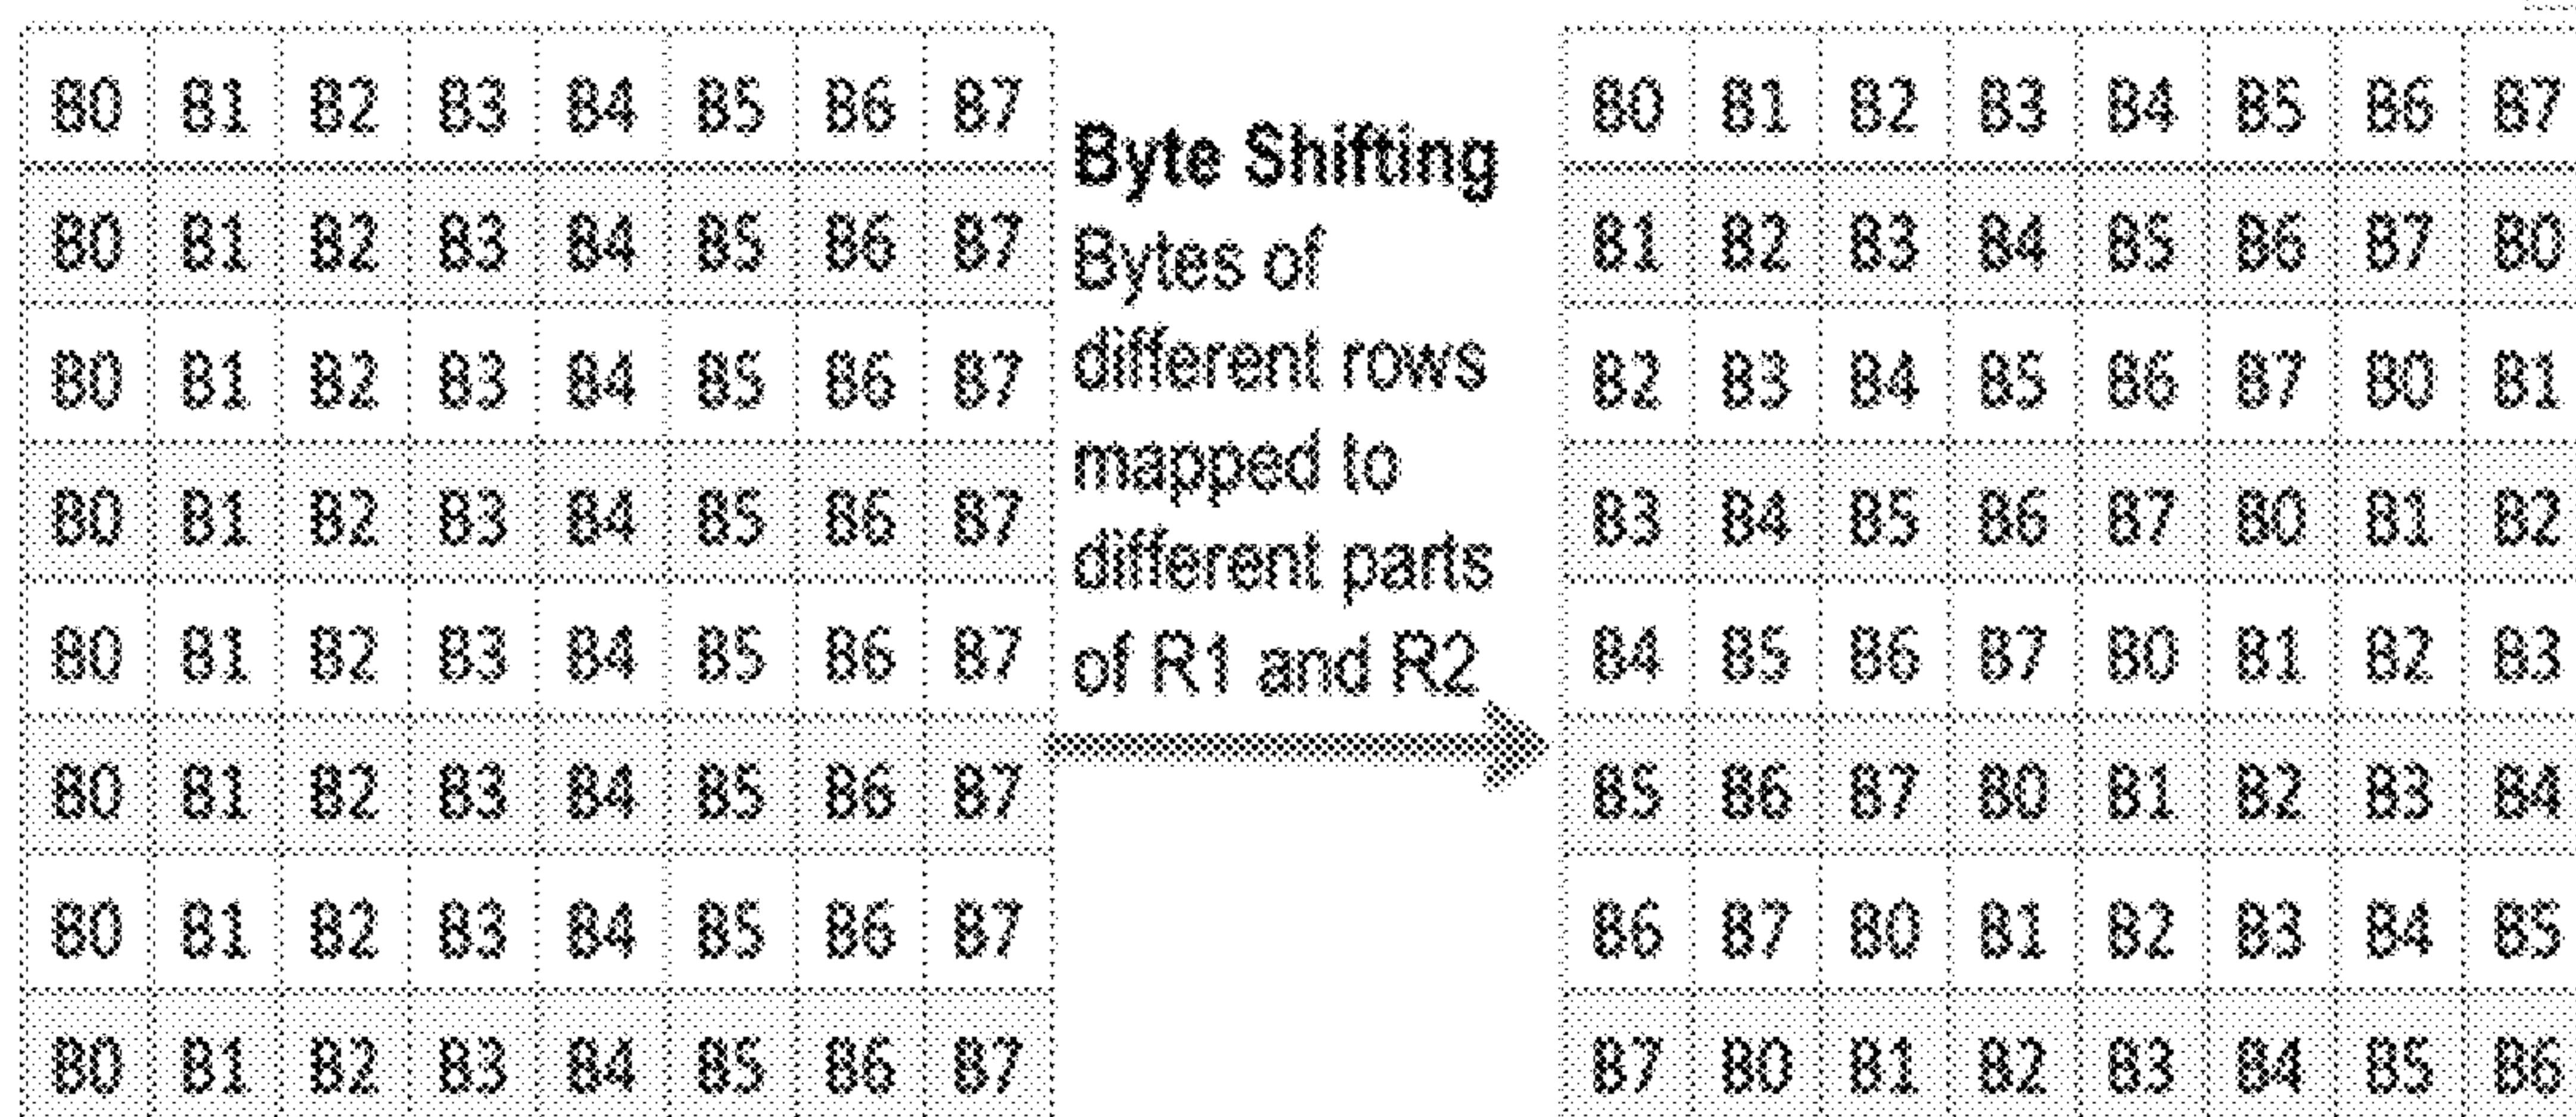 B0 B1 B2 B3 B4 B5 B6 B7
B0 B1 B2 B3 B4 B5 B6 B7
B0 B1 B2 B3 B4 B5 B6 B7
B0 B1 B2 B3 B4 B5 B6 B7
B0 B1 B2 B3 B4 B5 B6 B7
B0 B1 B2 B3 B4 B5 B6 B7
B0 B1 B2 B3 B4 B5 B6 B7
B0 B1 B2 B3 B4 B5 B6 B7
Byte Shifting
Bytes of
different rows
mapped to
different parts
of R1 and R2
B0 B1 B2 B3 B4 B5 B6 B7
B1 B2 B3 B4 B5 B6 B7 B0
B2 B3 B4 B5 B6 B7 B0 B1
B3 B4 B5 B6 B7 B0 B1 B2
B4 B5 B6 B7 B0 B1 B2 B3
B5 B6 B7 B0 B1 B2 B3 B4
B6 B7 B0 B1 B2 B3 B4 B5
B7 B0 B1 B2 B3 B4 B5 B6